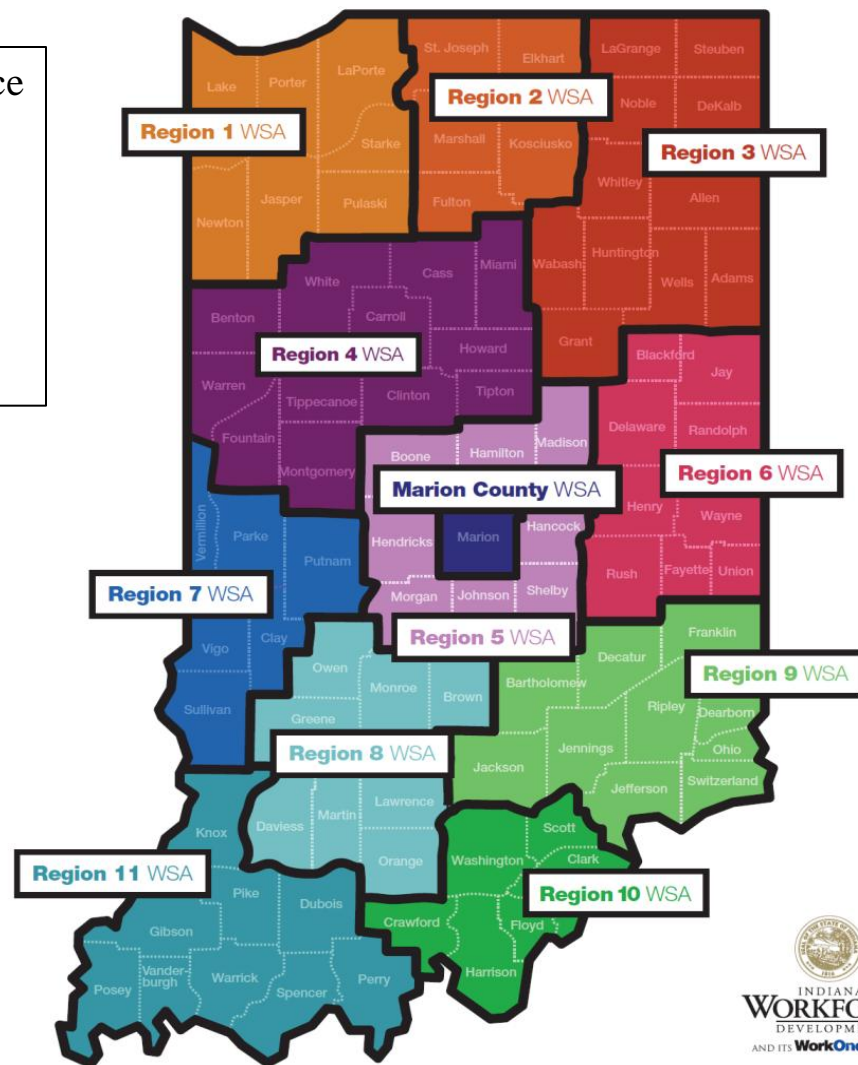 ce
St. Joseph
Elkhart
LaGrange
Steuben
LaPorte
Lake
Porter
Region 2 WSA
Noble
DeKalb
Region 1 WSA
Marshall
Kosciusko
Region 3 WSA
Starke
Whitley
Allen
Jasper
Pulaski
Fulton
Newton
White
Cass
Miami
Wabash
Huntington
Wells
Adams
Benton
Carroll
Howard
Grant
Region 4 WSA
Blackford
Jay
Warren
Tippecanoe
Clinton
Tipton
Fountain
Delaware
Randolph
Montgomery
Boone
Hamilton
Madison
Region 6 WSA
Marion County WSA
Henry
Wayne
Vermillion
Parke
Putnam
Hendricks
Marion
Hancock
Rush
Fayette
Union
Region 7 WSA
Morgan
Johnson
Shelby
Region 5 WSA
Franklin
Vigo
Clay
Owen
Decatur
Region 9 WSA
Monroe
Brown
Bartholomew
Sullivan
Greene
Ripley
Dearborn
Region 8 WSA
Jennings
Ohio
Jackson
Switzerland
Jefferson
Lawrence
Daviess
Martin
Knox
Scott
Orange
Washington
Clark
Region 11 WSA
Pike
Dubois
Region 10 WSA
Crawford
Floyd
Gibson
Harrison
Posey
Vander-
burgh
Warrick
Spencer
Perry
INDIANA
WORKFO
DEVELOPME
AND ITS WorkOne